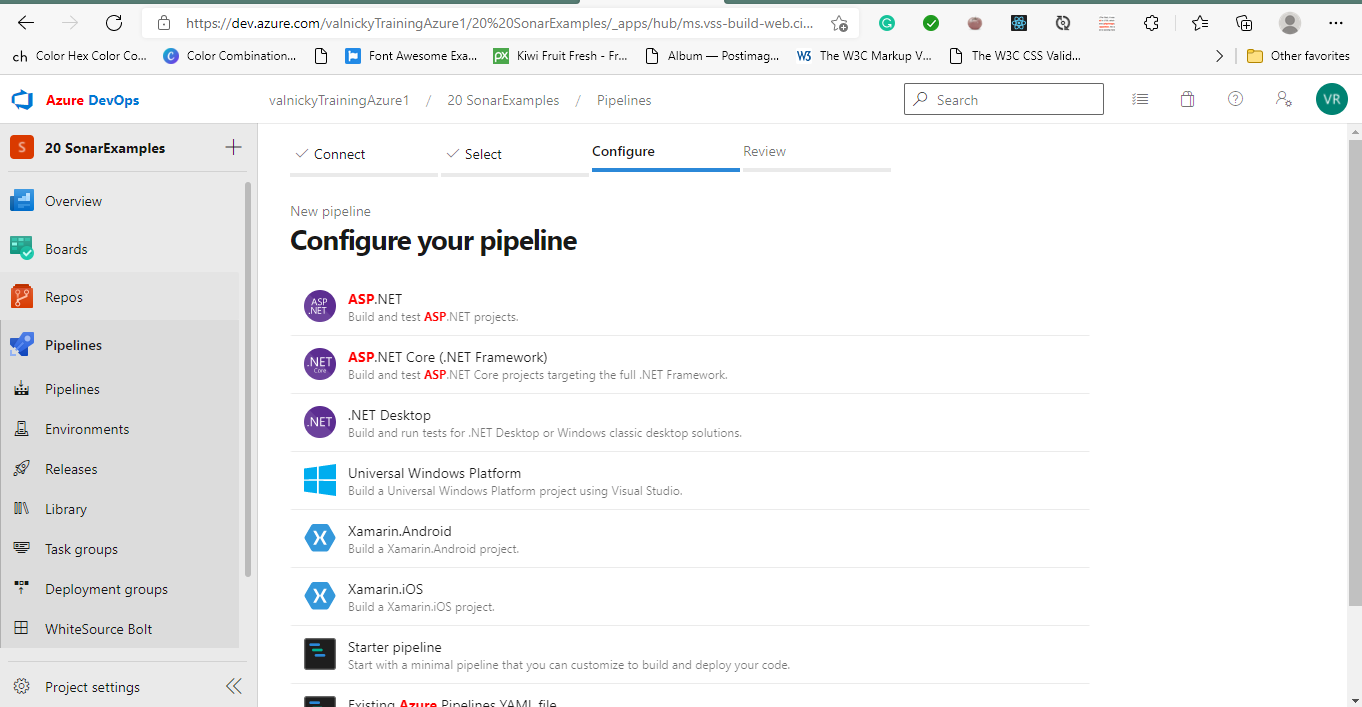 https://dev.azure.com/valnickyTrainingAzure1/20%20SonarExamples/_apps/hub/ms.vss-build-web.ci...
ch Color Hex Color Co... C Color Combination... Font Awesome Exa... px Kiwi Fruit Fresh - Fr... Album — Postimag... W3 The W3C Markup V... The W3C CSS Valid... Other favorites
Azure DevOps valnickyTrainingAzure1 / 20 SonarExamples / Pipelines Search VR
S 20 SonarExamples
Overview
Boards
Repos
Pipelines
Pipelines
Environments
Releases
Library
Task groups
Deployment groups
WhiteSource Bolt
Project settings
Connect Select Configure Review
New pipeline
Configure your pipeline
ASP .NET ASP.NET
Build and test ASP.NET projects.
.NET Core ASP.NET Core (.NET Framework)
Build and test ASP.NET Core projects targeting the full .NET Framework.
.NET .NET Desktop
Build and run tests for .NET Desktop or Windows classic desktop solutions.
Universal Windows Platform
Build a Universal Windows Platform project using Visual Studio.
Xamarin.Android
Build a Xamarin.Android project.
Xamarin.iOS
Build a Xamarin.iOS project.
Starter pipeline
Start with a minimal pipeline that you can customize to build and deploy your code.
Existing Azure Pipelines YAML file